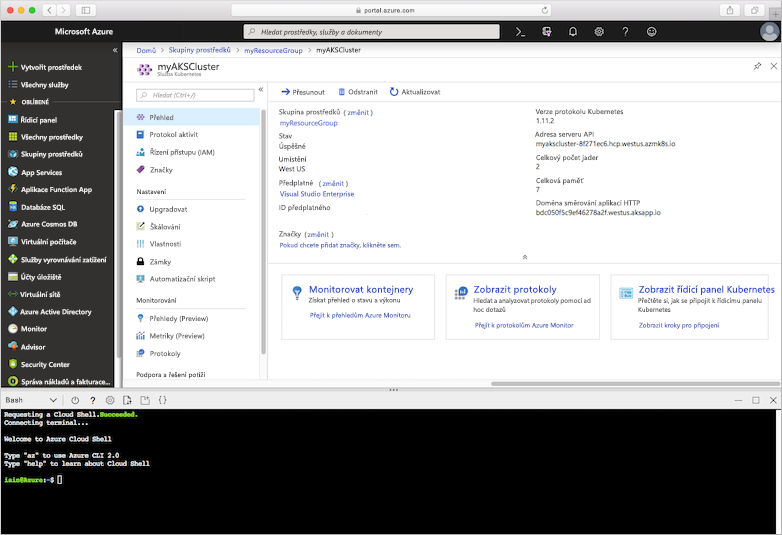 portal.azure.com
Microsoft Azure
Hledat prostředky, služby a dokumenty
Vytvořit prostředek
Všechny služby
OBLÍBENÉ
Řídicí panel
Všechny prostředky
Skupiny prostředků
App Services
Aplikace Function App
Databáze SQL
Azure Cosmos DB
Virtuální počítače
Služby vyrovnávání zatížení
Účty úložiště
Virtuální sítě
Azure Active Directory
Monitor
Advisor
Security Center
Správa nákladů a fakturace...
Domů > Skupiny prostředků > myResourceGroup > myAKSCluster
myAKSCluster
Služba Kubernetes
Hledat (Ctrl+/)
Přehled
Protokol aktivit
Řízení přístupu (IAM)
Značky
Nastavení
Upgradovat
Škálování
Vlastnosti
Zámky
Automatizační skript
Monitorování
Přehledy (Preview)
Metriky (Preview)
Protokoly
Podpora a řešení potíží
Přesunout
Odstranit
Aktualizovat
Skupina prostředků (změnit)
myResourceGroup
Stav
Úspěšné
Umístění
West US
Předplatné (změnit)
Visual Studio Enterprise
ID předplatného
Značky (změnit)
Pokud chcete přidat značky, klikněte sem.
Verze protokolu Kubernetes
1.11.2
Adresa serveru API
myakscluster-8f271ec6.hcp.westus.azmk8s.io
Celkový počet jader
2
Celková paměť
7
Doména směrování aplikací HTTP
bdc050f5c9ef46278a2f.westus.aksapp.io
Monitorovat kontejnery
Získat přehled o stavu a výkonu
Přejít k přehledům Azure Monitoru
Zobrazit protokoly
Hledat a analyzovat protokoly pomocí ad
hoc dotazů
Přejít k protokolům Azure Monitor
Zobrazit řídicí panel Kubernetes
Přečtěte si, jak se připojit k řídicímu panelu
Kubernetes
Zobrazit kroky pro připojení
Bash
Requesting a Cloud Shell.Succeeded.
Connecting terminal...
Welcome to Azure Cloud Shell
Type "az" to use Azure CLI 2.0
Type "help" to learn about Cloud Shell
iain@Azure:~$